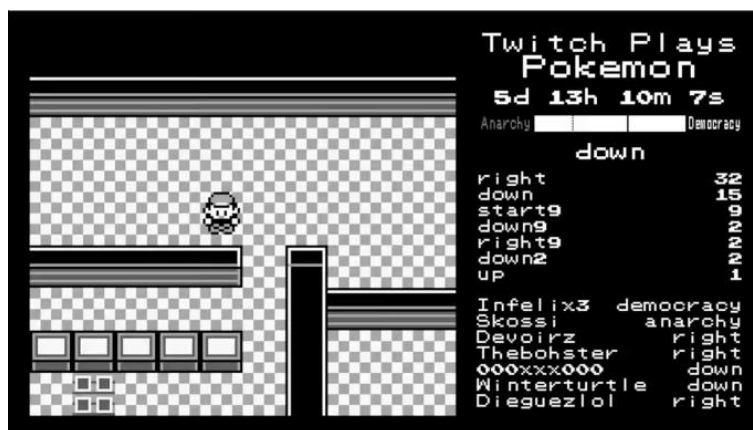 Twitch Plays
Pokemon
5d 13h 10m 7s
Anarchy Democracy
down
right 32
down 15
start9 9
down9 2
right9 2
down2 2
up 1
Infelix3 democracy
Skossi anarchy
Devoirz right
Thebohster right
000xxx000 down
Winterturtle down
Dieguezlol right